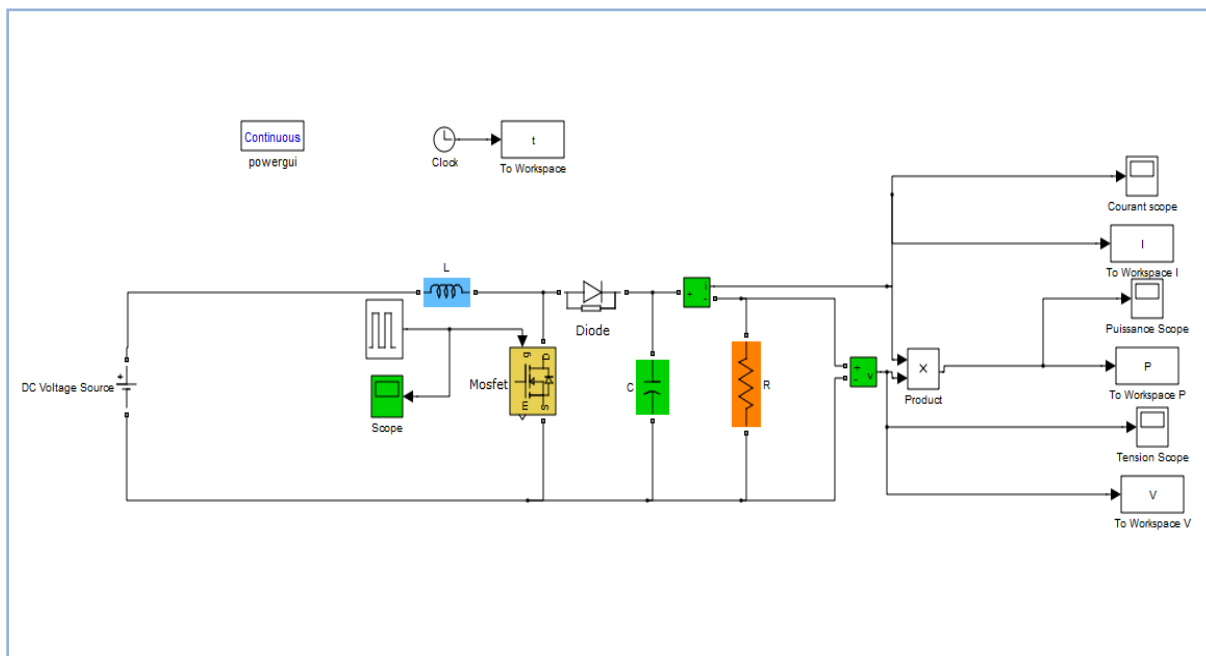 Continuous
powergui
Clock
t
To Workspace
Courant scope
I
To Workspace I
Puissance Scope
P
To Workspace P
Tension Scope
V
To Workspace V
L
Diode
i
+
-
DC Voltage Source
+
Mosfet
g
D
m
S
Scope
C
R
+
-
v
X
Product